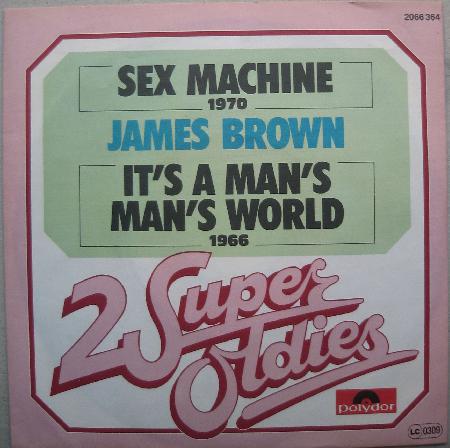 2066 364
SEX MACHINE
1970
JAMES BROWN
IT'S A MAN'S
MAN'S WORLD
1966
2 Super
Oldies
polydor
LC 0309